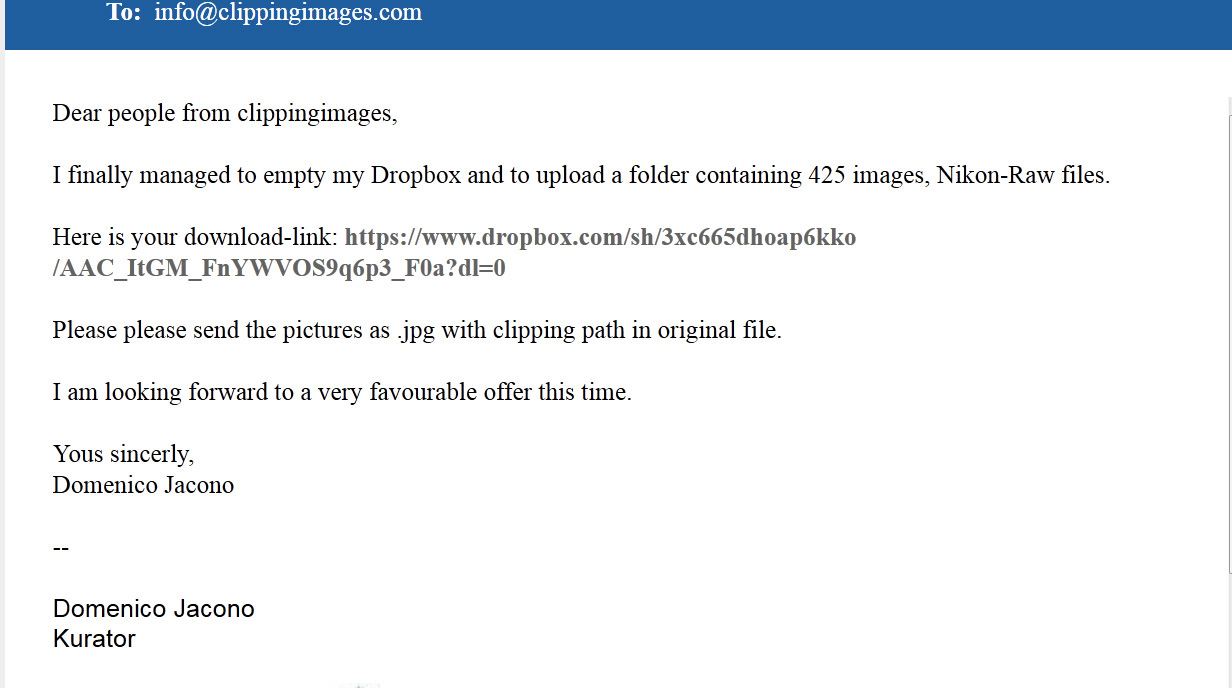 To: info@clippingimages.com
Dear people from clippingimages,
I finally managed to empty my Dropbox and to upload a folder containing 425 images, Nikon-Raw files.
Here is your download-link: https://www.dropbox.com/sh/3xc665dhoap6kko
/AAC_ItGM_FnYWVOS9q6p3_F0a?dl=0
Please please send the pictures as .jpg with clipping path in original file.
I am looking forward to a very favourable offer this time.
Yous sincerly,
Domenico Jacono
--
Domenico Jacono
Kurator